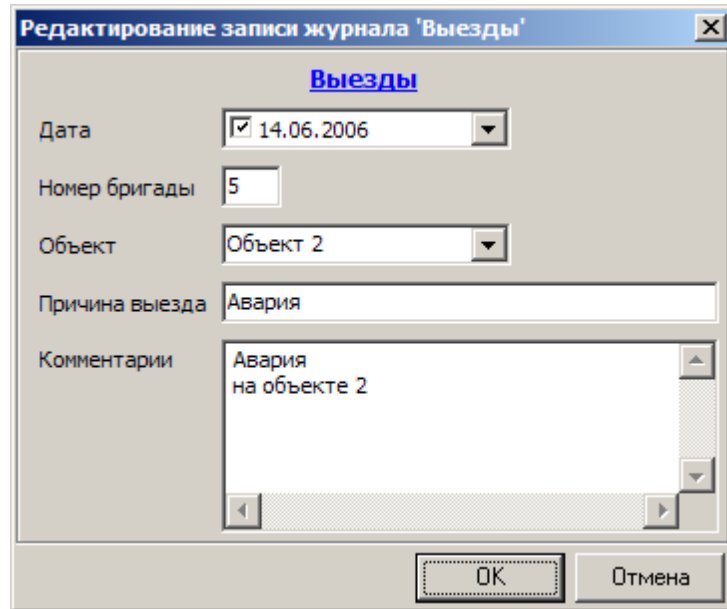 Редактирование записи журнала 'Выезды'
Выезды
Дата 14.06.2006
Номер бригады 5
Объект Объект 2
Причина выезда Авария
Комментарии Авария
на объекте 2
OK Отмена